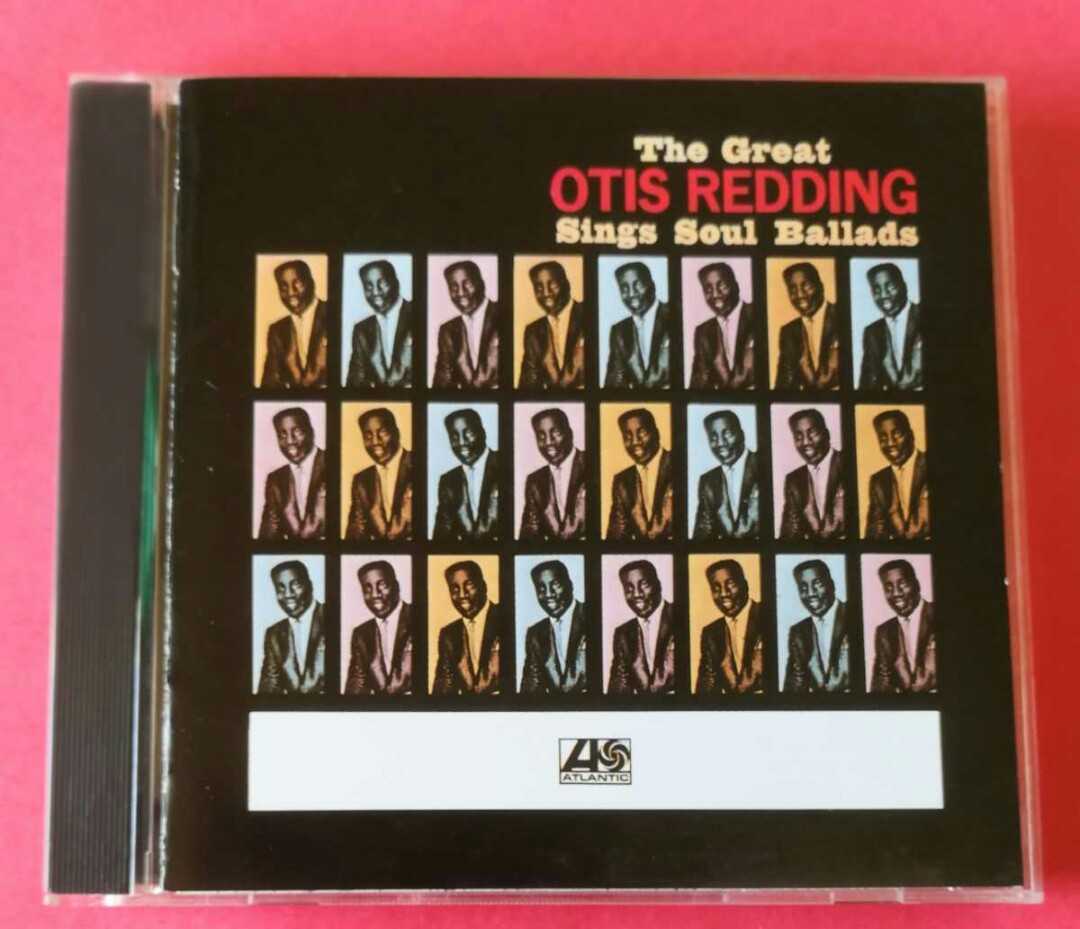 The Great
OTIS REDDING
Sings Soul Ballads
ATLANTIC